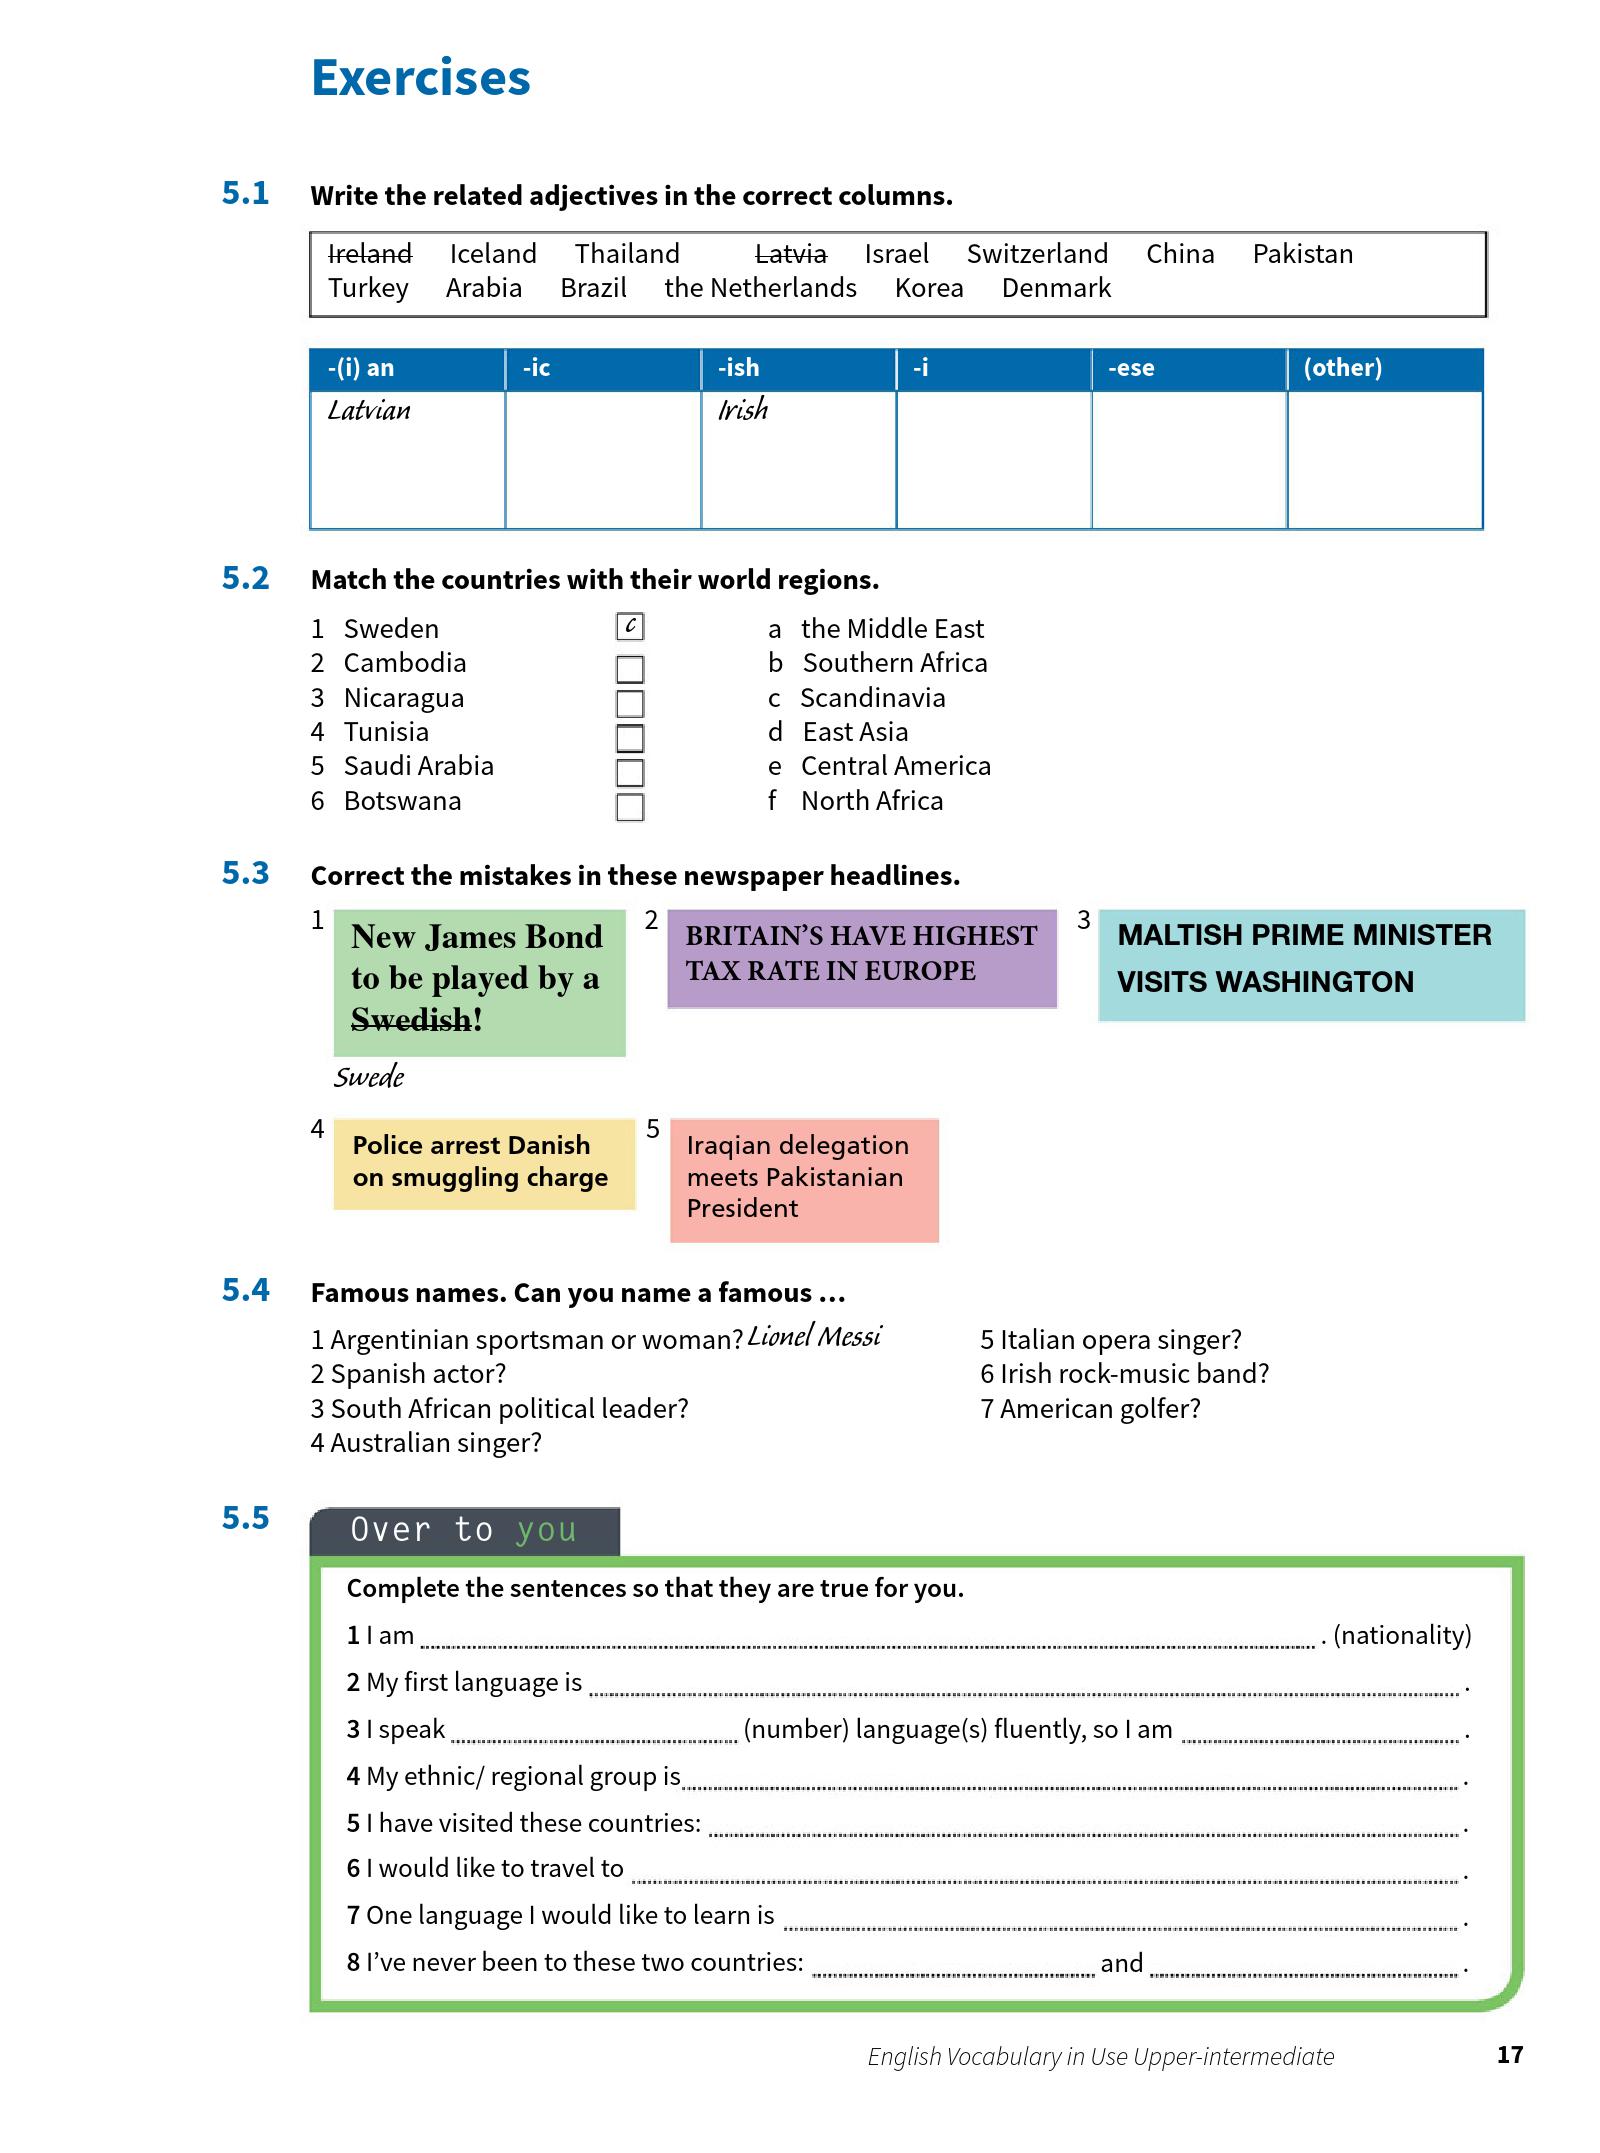 Exercises
5.1 Write the related adjectives in the correct columns.
Ireland Iceland Thailand Latvia Israel Switzerland China Pakistan
Turkey Arabia Brazil the Netherlands Korea Denmark
-(i) an -ic -ish -i -ese (other)
Latvian Irish
5.2 Match the countries with their world regions.
1 Sweden c a the Middle East
2 Cambodia b Southern Africa
3 Nicaragua c Scandinavia
4 Tunisia d East Asia
5 Saudi Arabia e Central America
6 Botswana f North Africa
5.3 Correct the mistakes in these newspaper headlines.
1 New James Bond
to be played by a
Swedish!
Swede
2 BRITAIN'S HAVE HIGHEST
TAX RATE IN EUROPE
3 MALTISH PRIME MINISTER
VISITS WASHINGTON
4 Police arrest Danish
on smuggling charge
5 Iraqian delegation
meets Pakistanian
President
5.4 Famous names. Can you name a famous ...
1 Argentinian sportsman or woman? Lionel Messi
2 Spanish actor?
3 South African political leader?
4 Australian singer?
5 Italian opera singer?
6 Irish rock-music band?
7 American golfer?
5.5 Over to you
Complete the sentences so that they are true for you.
1 I am . (nationality)
2 My first language is .
3 I speak (number) language(s) fluently, so I am .
4 My ethnic/ regional group is .
5 I have visited these countries: .
6 I would like to travel to .
7 One language I would like to learn is .
8 I've never been to these two countries: and .
English Vocabulary in Use Upper-intermediate 17